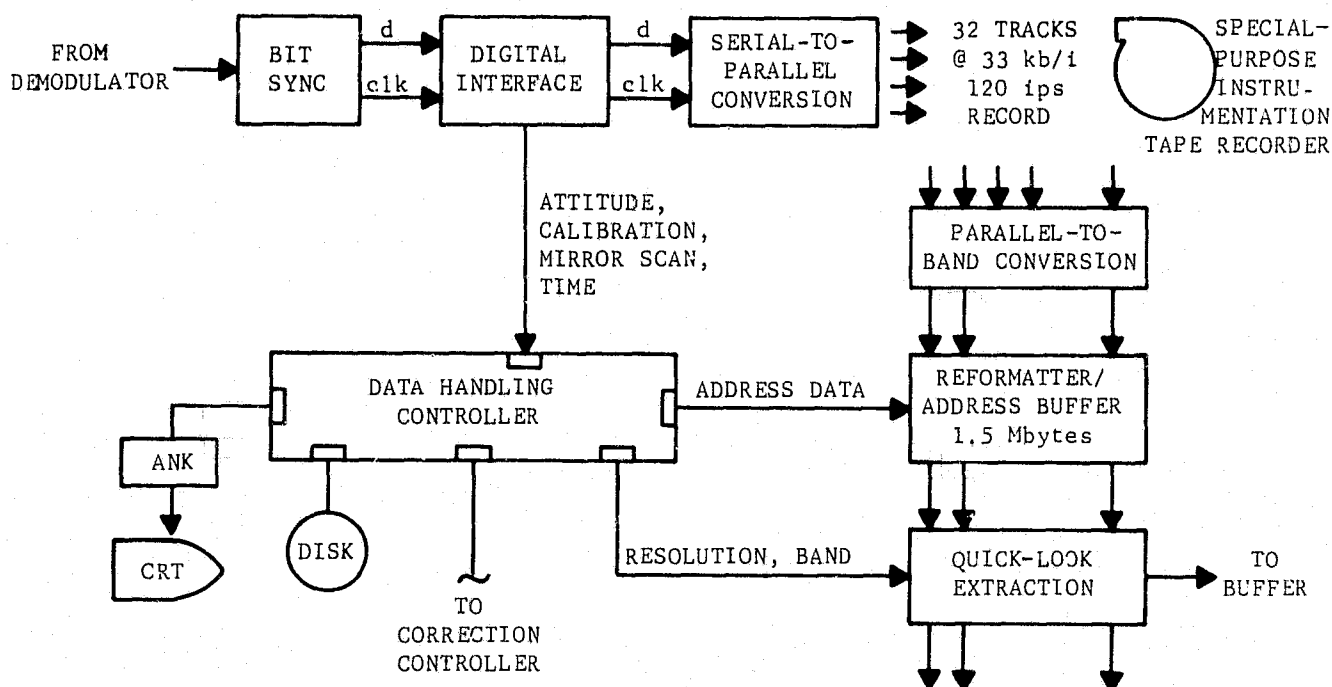 FROM
DEMODULATOR
BIT
SYNC
d
clk
DIGITAL
INTERFACE
d
clk
SERIAL-TO-
PARALLEL
CONVERSION
32 TRACKS
@ 33 kb/i
120 ips
RECORD
SPECIAL-
PURPOSE
INSTRU-
MENTATION
TAPE RECORDER
ATTITUDE,
CALIBRATION,
MIRROR SCAN,
TIME
PARALLEL-TO-
BAND CONVERSION
DATA HANDLING
CONTROLLER
ADDRESS DATA
REFORMATTER/
ADDRESS BUFFER
1.5 Mbytes
ANK
CRT
DISK
TO
CORRECTION
CONTROLLER
RESOLUTION, BAND
QUICK-LOOK
EXTRACTION
TO
BUFFER